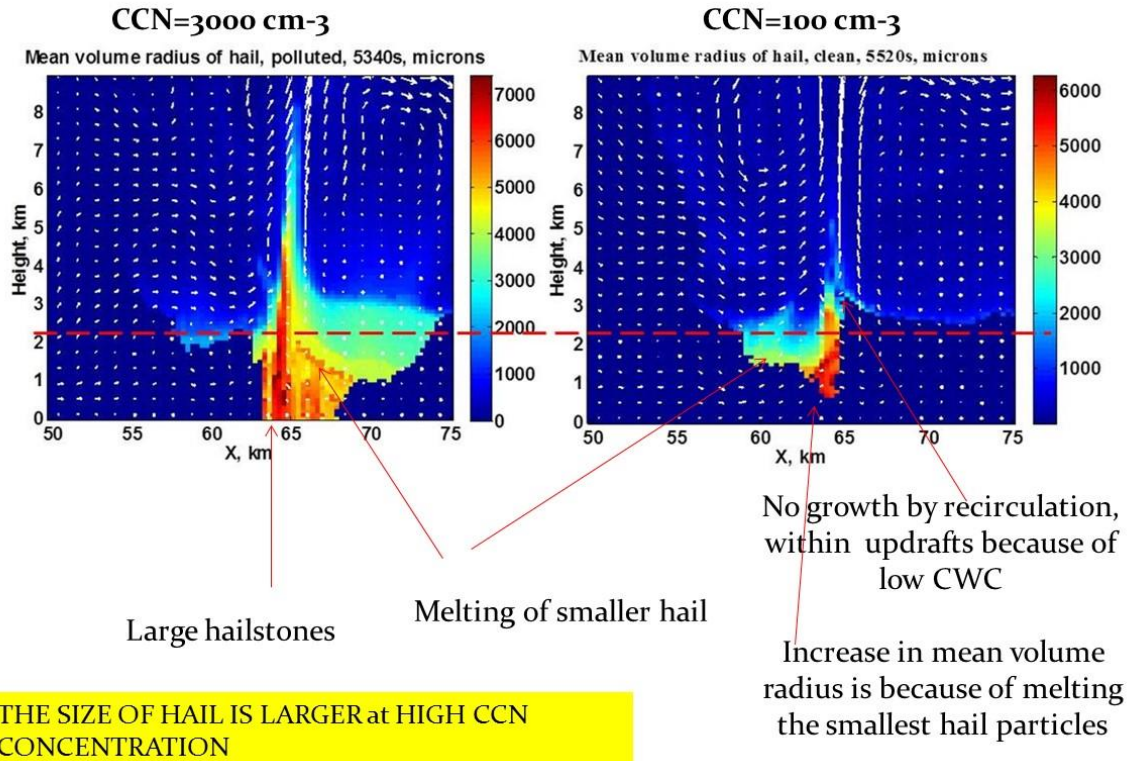 CCN=3000 cm-3
CCN=100 cm-3
Mean volume radius of hail, polluted, 5340s, microns
Mean volume radius of hail, clean, 5520s, microns
8
7
6
5
4
3
2
1
0
Height, km
50
55
60
65
70
75
X, km
7000
6000
5000
4000
3000
2000
1000
0
8
7
6
5
4
3
2
1
0
Height, km
50
55
60
65
70
75
X, km
6000
5000
4000
3000
2000
1000
No growth by recirculation,
within updrafts because of
low CWC
Large hailstones
Melting of smaller hail
Increase in mean volume
radius is because of melting
the smallest hail particles
THE SIZE OF HAIL IS LARGER at HIGH CCN
CONCENTRATION